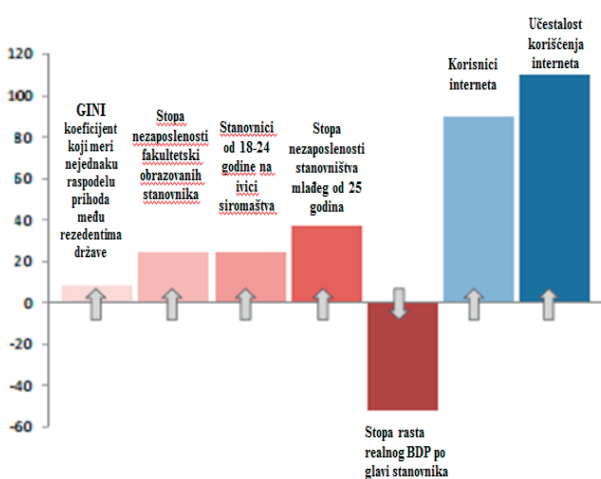 120
100
80
60
40
20
0
-20
-40
-60
GINI
koeficijent
koji meri
nejednaku
raspodelu
prihoda
među
rezedentima
države
Stopa
nezaposlenosti
fakultetski
obrazovanih
stanovnika
Stanovnici
od 18-24
godine na
ivici
siromaštva
Stopa
nezaposlenosti
stanovništva
mlađeg od 25
godina
Stopa rasta
realnog BDP po
glavi stanovnika
Korisnici
interneta
Učestalost
korišćenja
interneta